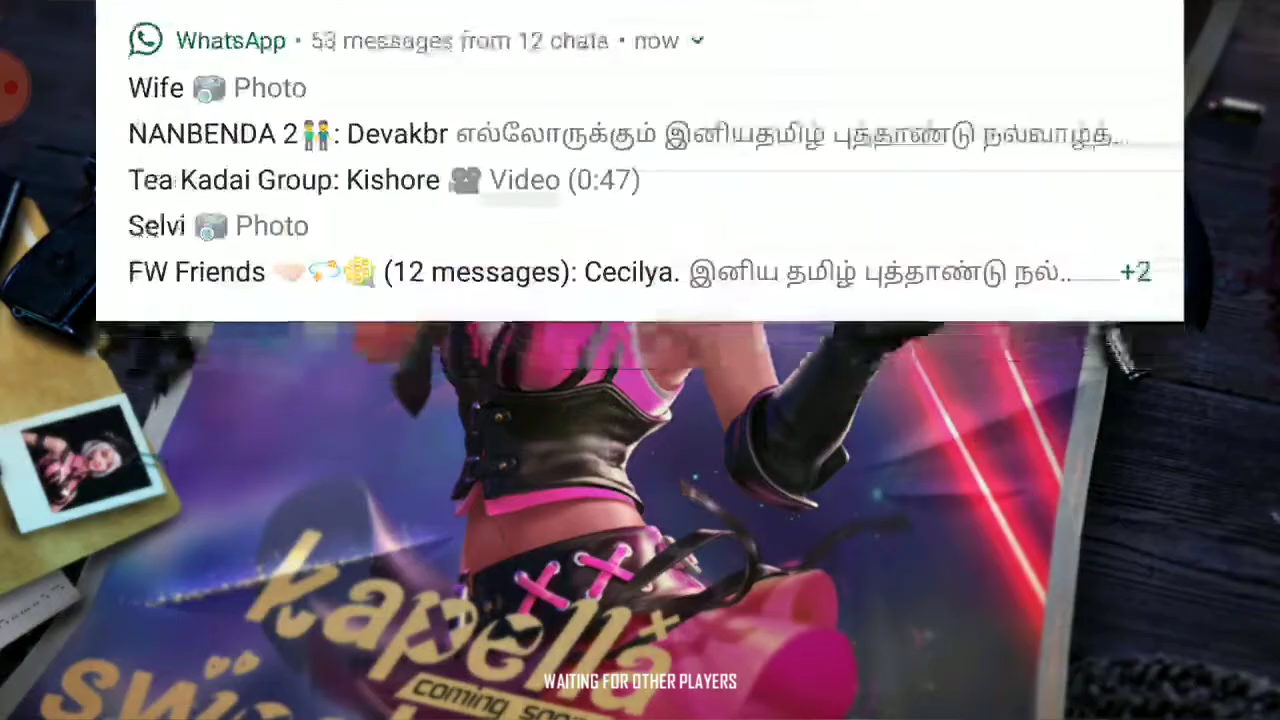 WhatsApp • 53 messages from 12 chats • now
Wife 📷 Photo
NANBENDA 2👬: Devakbr எல்லோருக்கும் இனியதமிழ் புத்தாண்டு நல்வாழ்த்...
Tea Kadai Group: Kishore 🎥 Video (0:47)
Selvi 📷 Photo
FW Friends (12 messages): Cecilya. இனிய தமிழ் புத்தாண்டு நல்.. +2
kapella
coming soon
WAITING FOR OTHER PLAYERS